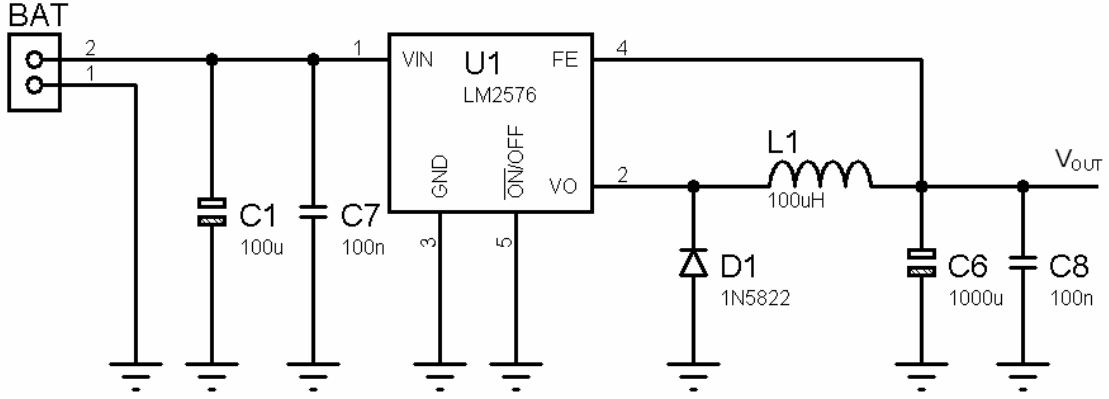 BAT
2
1
1
VIN
U1
LM2576
FE
4
GND
ON/OFF
VO
2
3
5
C1
100u
C7
100n
L1
100uH
V_OUT
D1
1N5822
C6
1000u
C8
100n